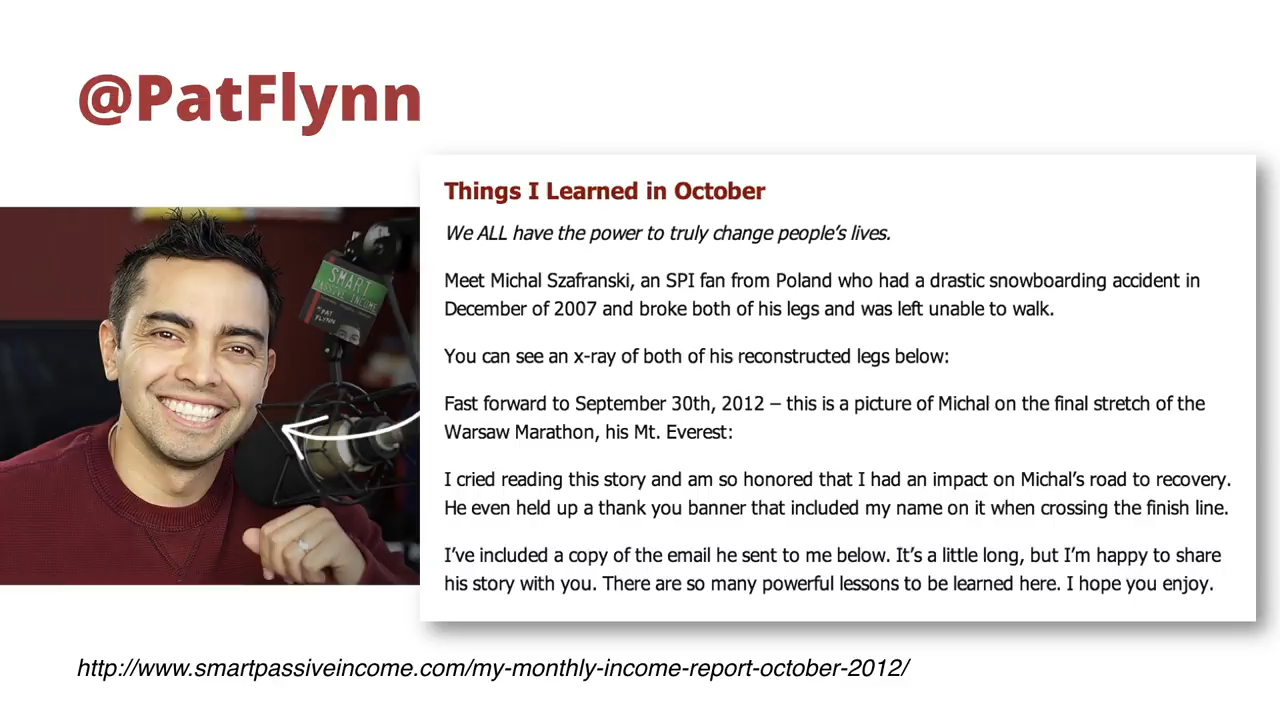 @PatFlynn
SMART
PASSIVE INCOME
PAT
FLYNN
Things I Learned in October
We ALL have the power to truly change people’s lives.
Meet Michal Szafranski, an SPI fan from Poland who had a drastic snowboarding accident in
December of 2007 and broke both of his legs and was left unable to walk.
You can see an x-ray of both of his reconstructed legs below:
Fast forward to September 30th, 2012 – this is a picture of Michal on the final stretch of the
Warsaw Marathon, his Mt. Everest:
I cried reading this story and am so honored that I had an impact on Michal’s road to recovery.
He even held up a thank you banner that included my name on it when crossing the finish line.
I’ve included a copy of the email he sent to me below. It’s a little long, but I’m happy to share
his story with you. There are so many powerful lessons to be learned here. I hope you enjoy.
http://www.smartpassiveincome.com/my-monthly-income-report-october-2012/